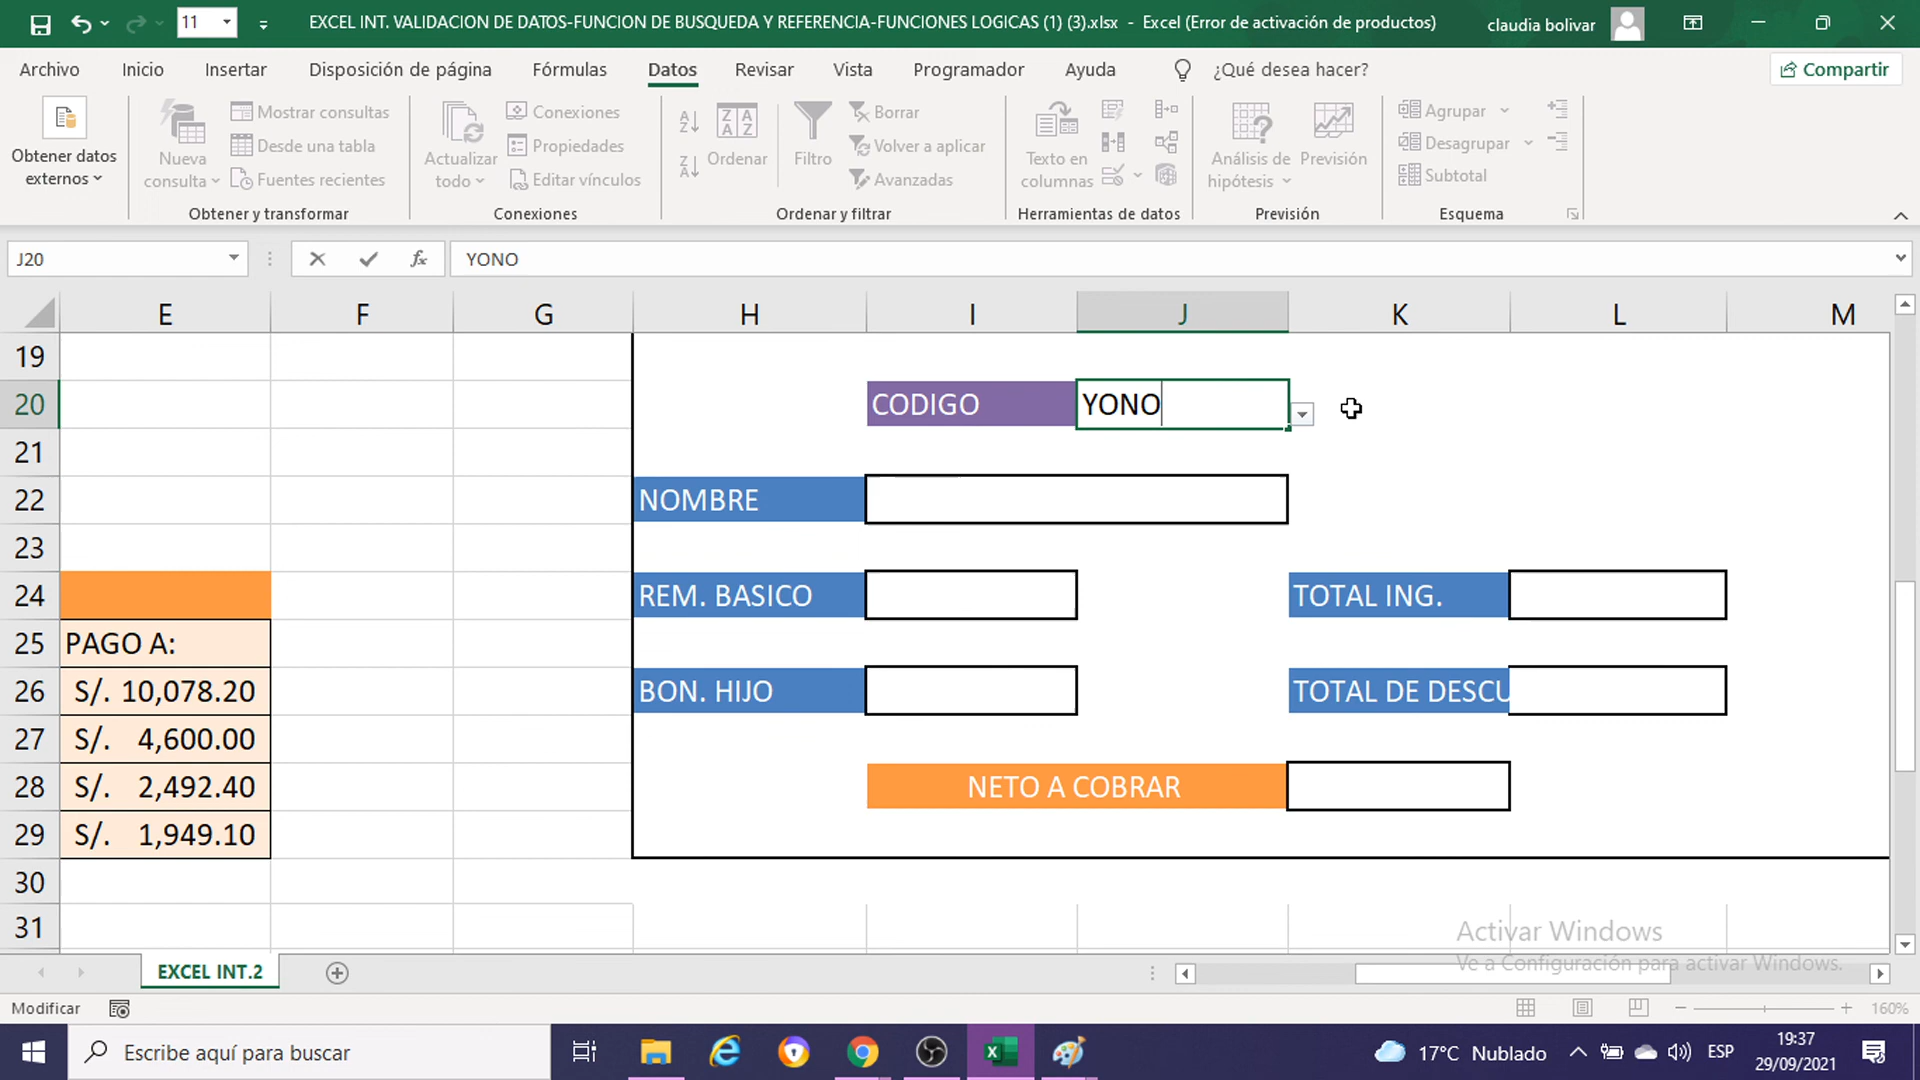 11
EXCEL INT. VALIDACION DE DATOS-FUNCION DE BUSQUEDA Y REFERENCIA-FUNCIONES LOGICAS (1) (3).xlsx - Excel (Error de activación de productos)
claudia bolivar
Archivo Inicio Insertar Disposición de página Fórmulas Datos Revisar Vista Programador Ayuda ¿Qué desea hacer? Compartir
Obtener datos externos
Nueva consulta
Mostrar consultas
Desde una tabla
Fuentes recientes
Obtener y transformar
Actualizar todo
Conexiones
Propiedades
Editar vínculos
Conexiones
Ordenar
Filtro
Borrar
Volver a aplicar
Avanzadas
Ordenar y filtrar
Texto en columnas
Herramientas de datos
Análisis de hipótesis
Previsión
Previsión
Agrupar
Desagrupar
Subtotal
Esquema
J20
fx
YONO
E F G H I J K L M
19
20 CODIGO YONO
21
22 NOMBRE
23
24 REM. BASICO TOTAL ING.
25 PAGO A:
26 S/. 10,078.20 BON. HIJO TOTAL DE DESCU
27 S/. 4,600.00
28 S/. 2,492.40 NETO A COBRAR
29 S/. 1,949.10
30
31
Activar Windows
Ve a Configuración para activar Windows.
EXCEL INT.2
Modificar
160%
Escribe aquí para buscar
17°C Nublado
ESP
19:37
29/09/2021